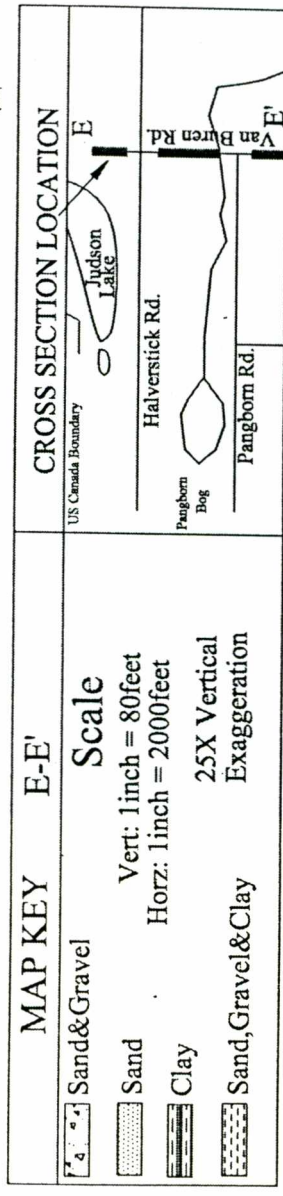 MAP KEY E-E'
Sand&Gravel
Sand
Clay
Sand,Gravel&Clay
Scale
Vert: 1inch = 80feet
Horz: 1inch = 2000feet
25X Vertical
Exaggeration
CROSS SECTION LOCATION
US Canada Boundary
Judson
Lake
E
Halverstick Rd.
Van Buren Rd.
Pangborn
Bog
Pangborn Rd.
E'